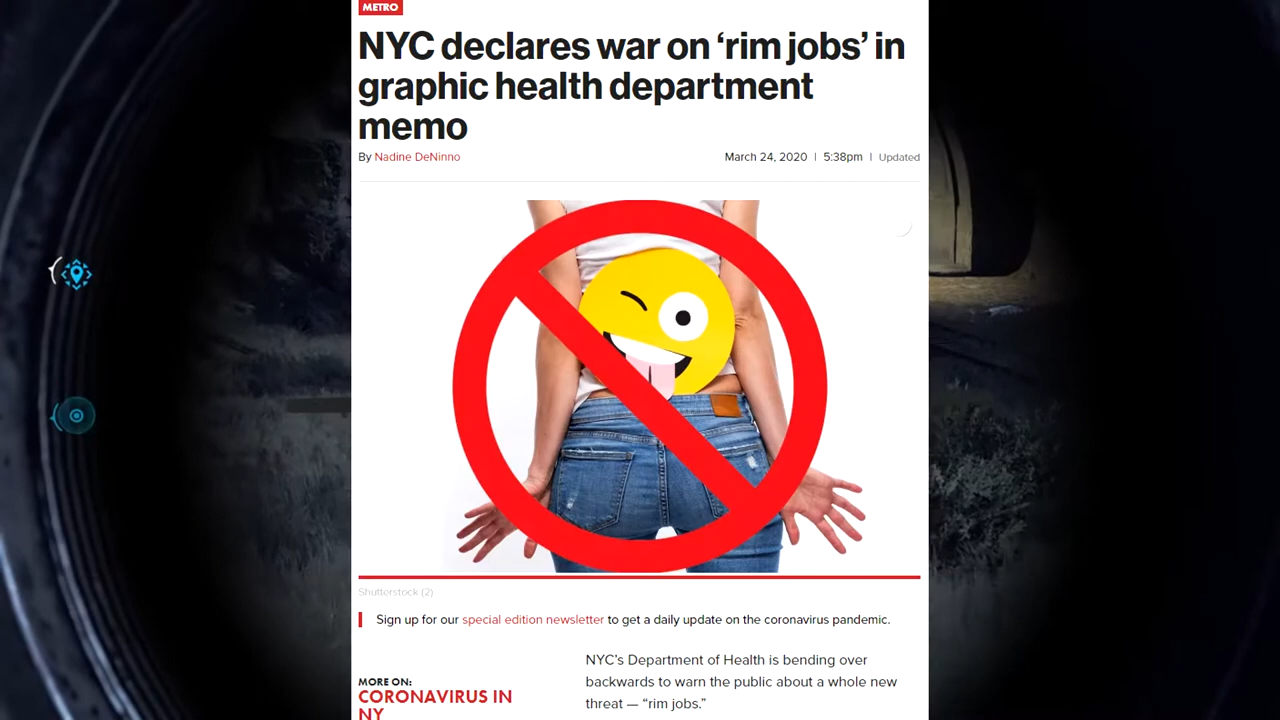 METRO
NYC declares war on ‘rim jobs’ in
graphic health department
memo
By Nadine DeNinno
March 24, 2020 | 5:38pm | Updated
Shutterstock (2)
Sign up for our special edition newsletter to get a daily update on the coronavirus pandemic.
MORE ON:
CORONAVIRUS IN
NY
NYC’s Department of Health is bending over
backwards to warn the public about a whole new
threat — “rim jobs.”